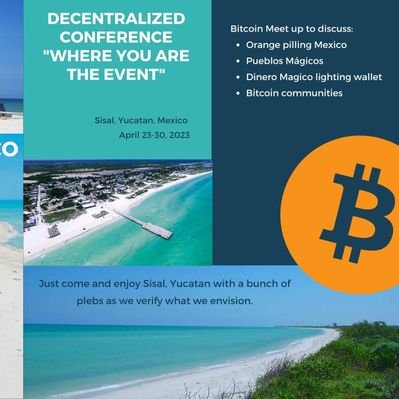 DECENTRALIZED
CONFERENCE
"WHERE YOU ARE
THE EVENT"
Sisal, Yucatan, Mexico
April 23-30, 2023
Bitcoin Meet up to discuss:
• Orange pilling Mexico
• Pueblos Mágicos
• Dinero Magico lighting wallet
• Bitcoin communities
CO
Just come and enjoy Sisal, Yucatan with a bunch of
plebs as we verify what we envision.